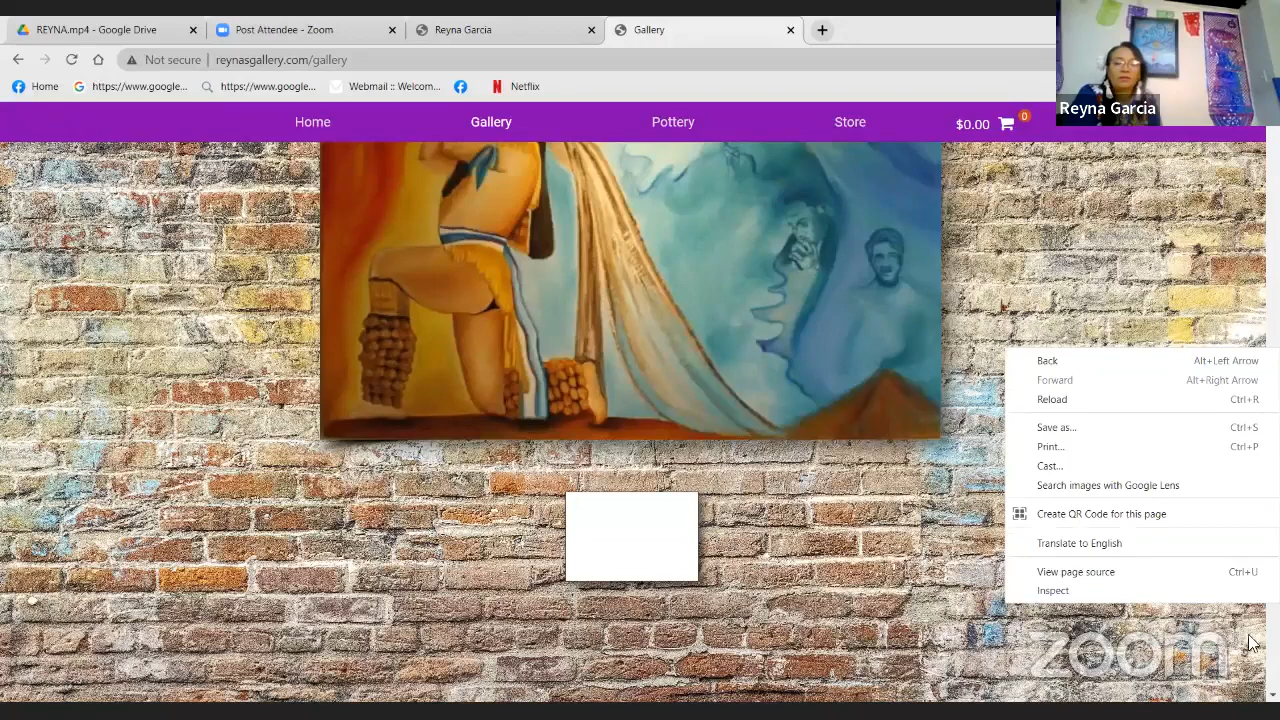 REYNA.mp4 - Google Drive
Post Attendee - Zoom
Reyna Garcia
Gallery
Not secure
reynasgallery.com/gallery
Home
https://www.google...
https://www.google...
Webmail :: Welcom...
Netflix
Reyna Garcia
Home
Gallery
Pottery
Store
$0.00
0
Back Alt+Left Arrow
Forward Alt+Right Arrow
Reload Ctrl+R
Save as... Ctrl+S
Print... Ctrl+P
Cast...
Search images with Google Lens
Create QR Code for this page
Translate to English
View page source Ctrl+U
Inspect
zoom